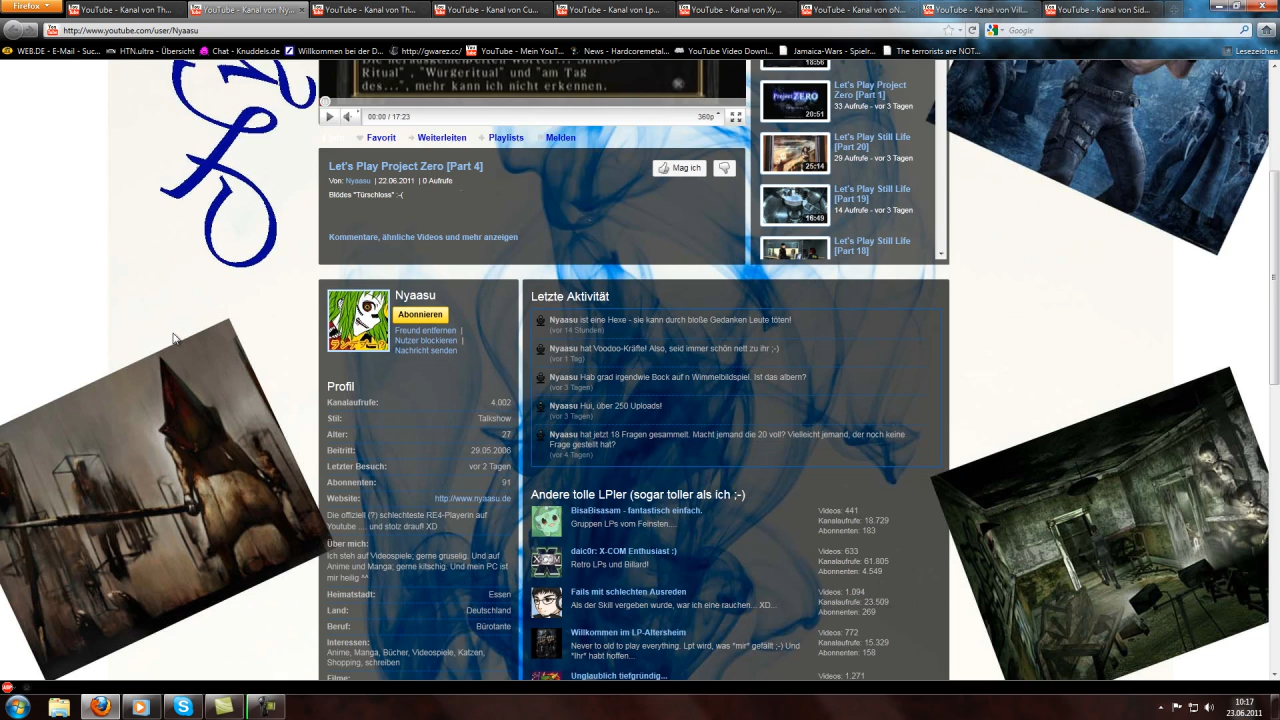 Firefox
YouTube - Kanal von Th...
YouTube - Kanal von Ny...
YouTube - Kanal von Th...
YouTube - Kanal von Cu...
YouTube - Kanal von Lp...
YouTube - Kanal von Xy...
YouTube - Kanal von oN...
YouTube - Kanal von Vill...
YouTube - Kanal von Sid...
http://www.youtube.com/user/Nyaasu
Google
WEB.DE - E-Mail - Suc...
HTN.ultra - Übersicht
Chat - Knuddels.de
Willkommen bei der D...
http://gwarez.cc/
YouTube - Mein YouT...
News - Hardcoremetal...
YouTube Video Downl...
Jamaica-Wars - Spielr...
The terrorists are NOT...
Lesezeichen
Die herausgehobenen Wörter... "Shinto-
Ritual" , "Würgeritual" und "am Tag
des...", mehr kann ich nicht erkennen.
00:00 / 17:23
360p
Favorit
Weiterleiten
Playlists
Melden
Let's Play Project Zero [Part 4]
Mag ich
Von: Nyaasu | 22.06.2011 | 0 Aufrufe
Blödes "Türschloss" :-(
Kommentare, ähnliche Videos und mehr anzeigen
18:56
Let's Play Project
Zero [Part 1]
33 Aufrufe - vor 3 Tagen
20:51
Let's Play Still Life
[Part 20]
29 Aufrufe - vor 3 Tagen
25:14
Let's Play Still Life
[Part 19]
14 Aufrufe - vor 3 Tagen
16:49
Let's Play Still Life
[Part 18]
Nyaasu
Abonnieren
Freund entfernen |
Nutzer blockieren |
Nachricht senden
Profil
Kanalaufrufe: 4.002
Stil: Talkshow
Alter: 27
Beitritt: 29.05.2006
Letzter Besuch: vor 2 Tagen
Abonnenten: 91
Website: http://www.nyaasu.de
Die offiziell (?) schlechteste RE4-Playerin auf
Youtube .... und stolz drauf! XD
Über mich:
Ich steh auf Videospiele; gerne gruselig. Und auf
Anime und Manga; gerne kitschig. Und mein PC ist
mir heilig ^^
Heimatstadt: Essen
Land: Deutschland
Beruf: Bürotante
Interessen:
Anime, Manga, Bücher, Videospiele, Katzen,
Shopping, schreiben
Filme:
Letzte Aktivität
Nyaasu ist eine Hexe - sie kann durch bloße Gedanken Leute töten!
(vor 14 Stunden)
Nyaasu hat Voodoo-Kräfte! Also, seid immer schön nett zu ihr ;-)
(vor 1 Tag)
Nyaasu Hab grad irgendwie Bock auf n Wimmelbildspiel. Ist das albern?
(vor 3 Tagen)
Nyaasu Hui, über 250 Uploads!
(vor 3 Tagen)
Nyaasu hat jetzt 18 Fragen gesammelt. Macht jemand die 20 voll? Vielleicht jemand, der noch keine
Frage gestellt hat?
(vor 4 Tagen)
Andere tolle LPler (sogar toller als ich ;-)
BisaBisasam - fantastisch einfach.
Gruppen LPs vom Feinsten....
Videos: 441
Kanalaufrufe: 18.729
Abonnenten: 183
daic0r: X-COM Enthusiast :)
Retro LPs und Billard!
Videos: 633
Kanalaufrufe: 61.805
Abonnenten: 4.549
Fails mit schlechten Ausreden
Als der Skill vergeben wurde, war ich eine rauchen... XD...
Videos: 1.094
Kanalaufrufe: 23.509
Abonnenten: 269
Willkommen im LP-Altersheim
Never to old to play everything. Lpt wird, was "mir" gefällt ;-) Und
"Ihr" habt hoffen...
Videos: 772
Kanalaufrufe: 15.329
Abonnenten: 158
Unglaublich tiefgründig...
Videos: 1.271
10:17
23.06.2011